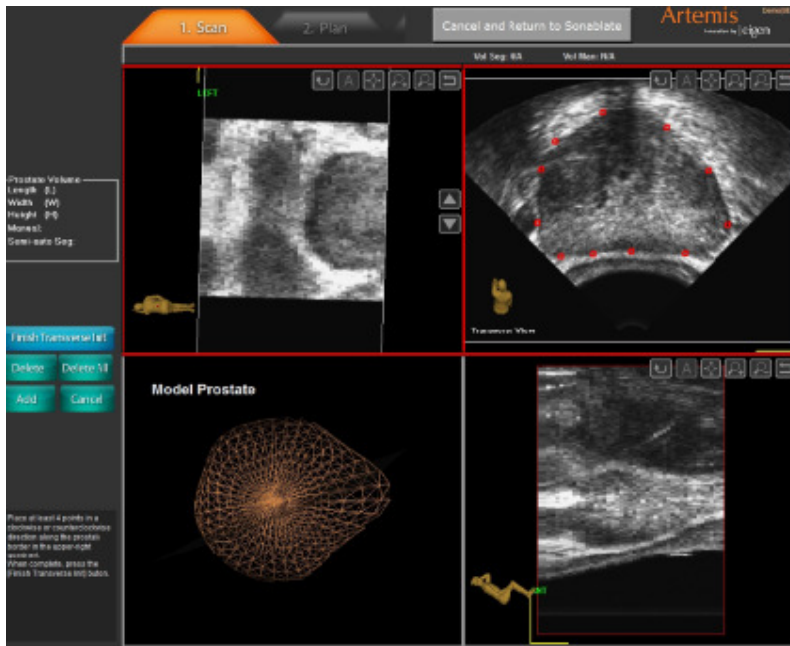 1. Scan
2. Plan
Cancel and Return to Sonablate
Artemis
Innovation by eigen
Vol Seg: N/A
Vol Man: N/A
LEFT
A
A
Prostate Volume
Length (L)
Width (W)
Height (H)
Manual:
Semi-auto Seg:
Transverse View
Finish Transverse Init
Delete
Delete All
Add
Cancel
Model Prostate
A
Place at least 4 points in a
clockwise or counterclockwise
direction along the prostate
border in the upper-right
quadrant.
When complete, press the
[Finish Transverse Init] button.